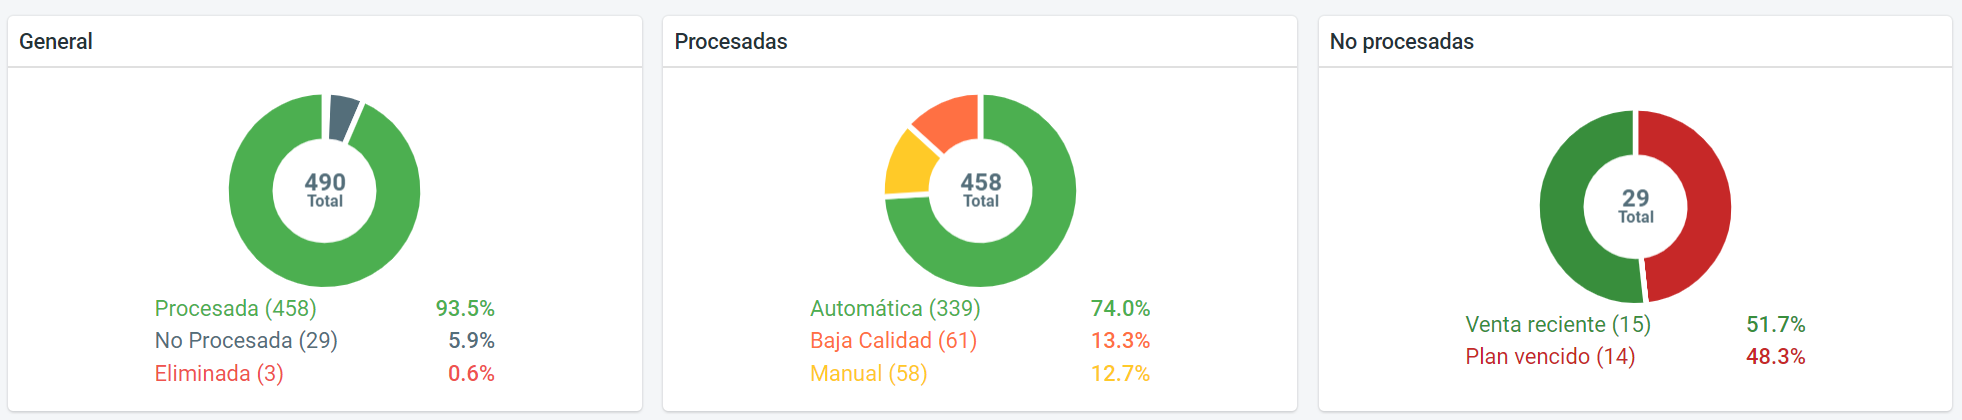 General
490
Total
Procesada (458) 93.5%
No Procesada (29) 5.9%
Eliminada (3) 0.6%
Procesadas
458
Total
Automática (339) 74.0%
Baja Calidad (61) 13.3%
Manual (58) 12.7%
No procesadas
29
Total
Venta reciente (15) 51.7%
Plan vencido (14) 48.3%